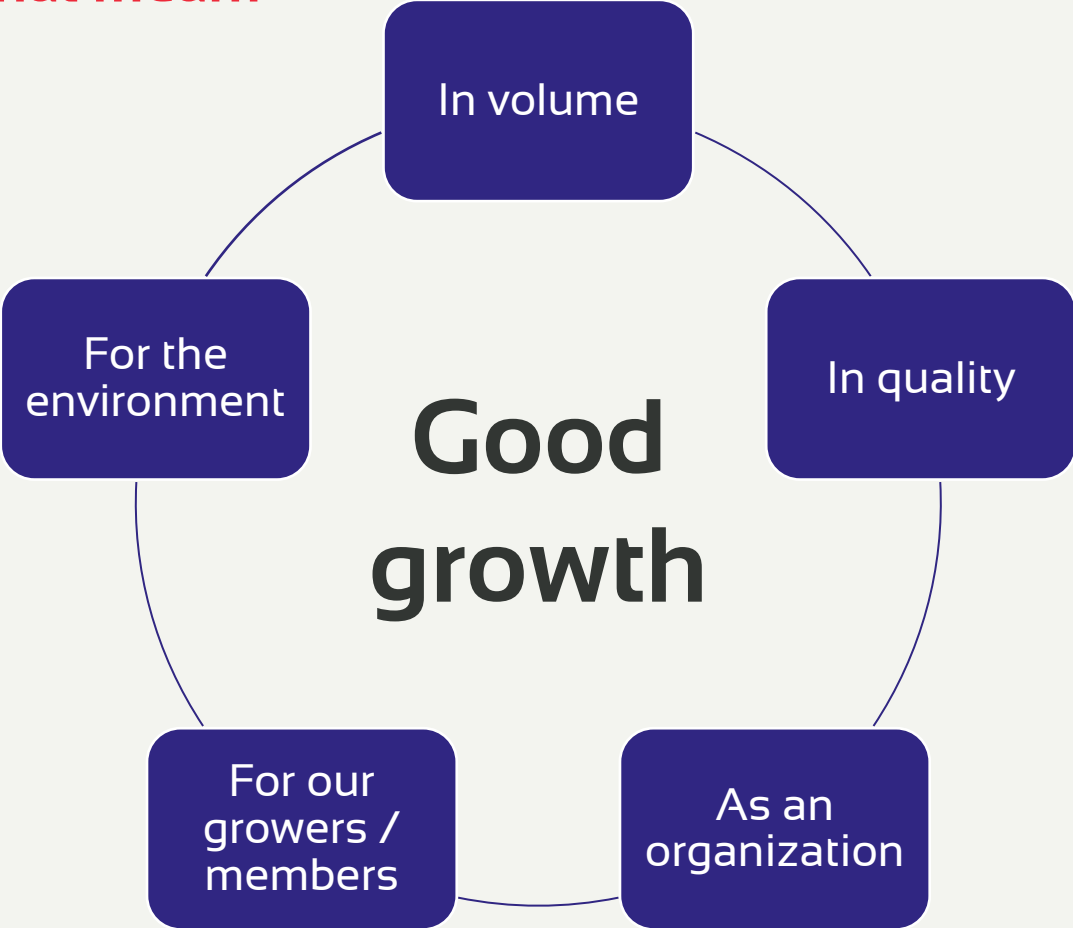 In volume
In quality
As an
organization
For our
growers /
members
For the
environment
Good
growth